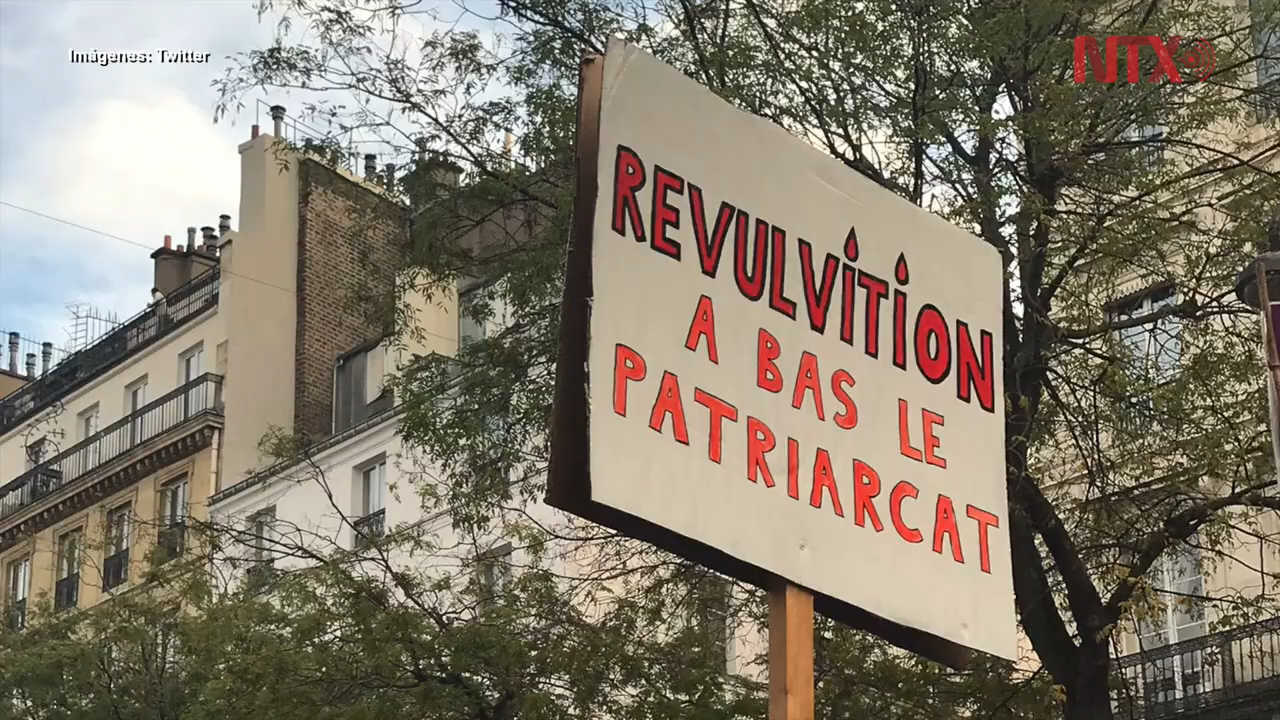 Imágenes: Twitter
NTX
REVULViTiON
A BAS LE
PATRIARCAT